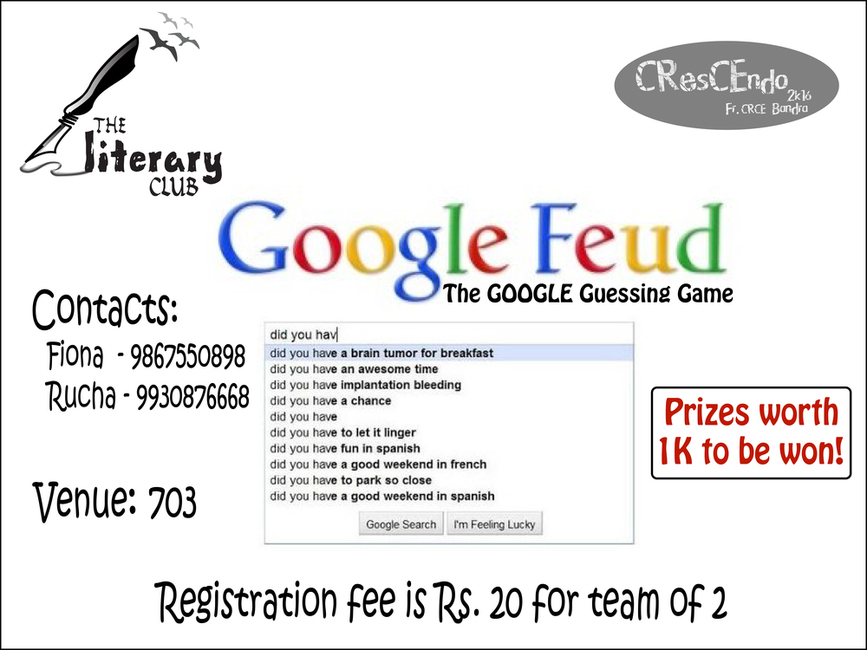 THE
literary
CLUB
CResCEndo
2k16
Fr. CRCE Bandra
Google Feud
The GOOGLE Guessing Game
Contacts:
Fiona - 9867550898
Rucha - 9930876668
Venue: 703
did you hav
did you have a brain tumor for breakfast
did you have an awesome time
did you have implantation bleeding
did you have a chance
did you have
did you have to let it linger
did you have fun in spanish
did you have a good weekend in french
did you have to park so close
did you have a good weekend in spanish
Google Search
I'm Feeling Lucky
Prizes worth
1K to be won!
Registration fee is Rs. 20 for team of 2